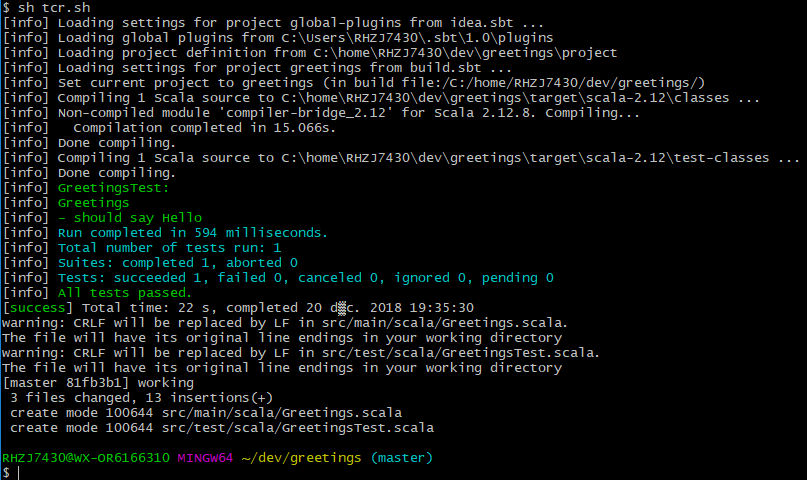 $ sh tcr.sh
[info] Loading settings for project global-plugins from idea.sbt ...
[info] Loading global plugins from C:\Users\RHZJ7430\.sbt\1.0\plugins
[info] Loading project definition from C:\home\RHZJ7430\dev\greetings\project
[info] Loading settings for project greetings from build.sbt ...
[info] Set current project to greetings (in build file:/C:/home/RHZJ7430/dev/greetings/)
[info] Compiling 1 Scala source to C:\home\RHZJ7430\dev\greetings\target\scala-2.12\classes ...
[info] Non-compiled module 'compiler-bridge_2.12' for Scala 2.12.8. Compiling...
[info]   Compilation completed in 15.066s.
[info] Done compiling.
[info] Compiling 1 Scala source to C:\home\RHZJ7430\dev\greetings\target\scala-2.12\test-classes ...
[info] Done compiling.
[info] GreetingsTest:
[info] Greetings
[info] - should say Hello
[info] Run completed in 594 milliseconds.
[info] Total number of tests run: 1
[info] Suites: completed 1, aborted 0
[info] Tests: succeeded 1, failed 0, canceled 0, ignored 0, pending 0
[info] All tests passed.
[success] Total time: 22 s, completed 20 d▒c. 2018 19:35:30
warning: CRLF will be replaced by LF in src/main/scala/Greetings.scala.
The file will have its original line endings in your working directory
warning: CRLF will be replaced by LF in src/test/scala/GreetingsTest.scala.
The file will have its original line endings in your working directory
[master 81fb3b1] working
 3 files changed, 13 insertions(+)
 create mode 100644 src/main/scala/Greetings.scala
 create mode 100644 src/test/scala/GreetingsTest.scala
RHZJ7430@WX-OR6166310 MINGW64 ~/dev/greetings (master)
$